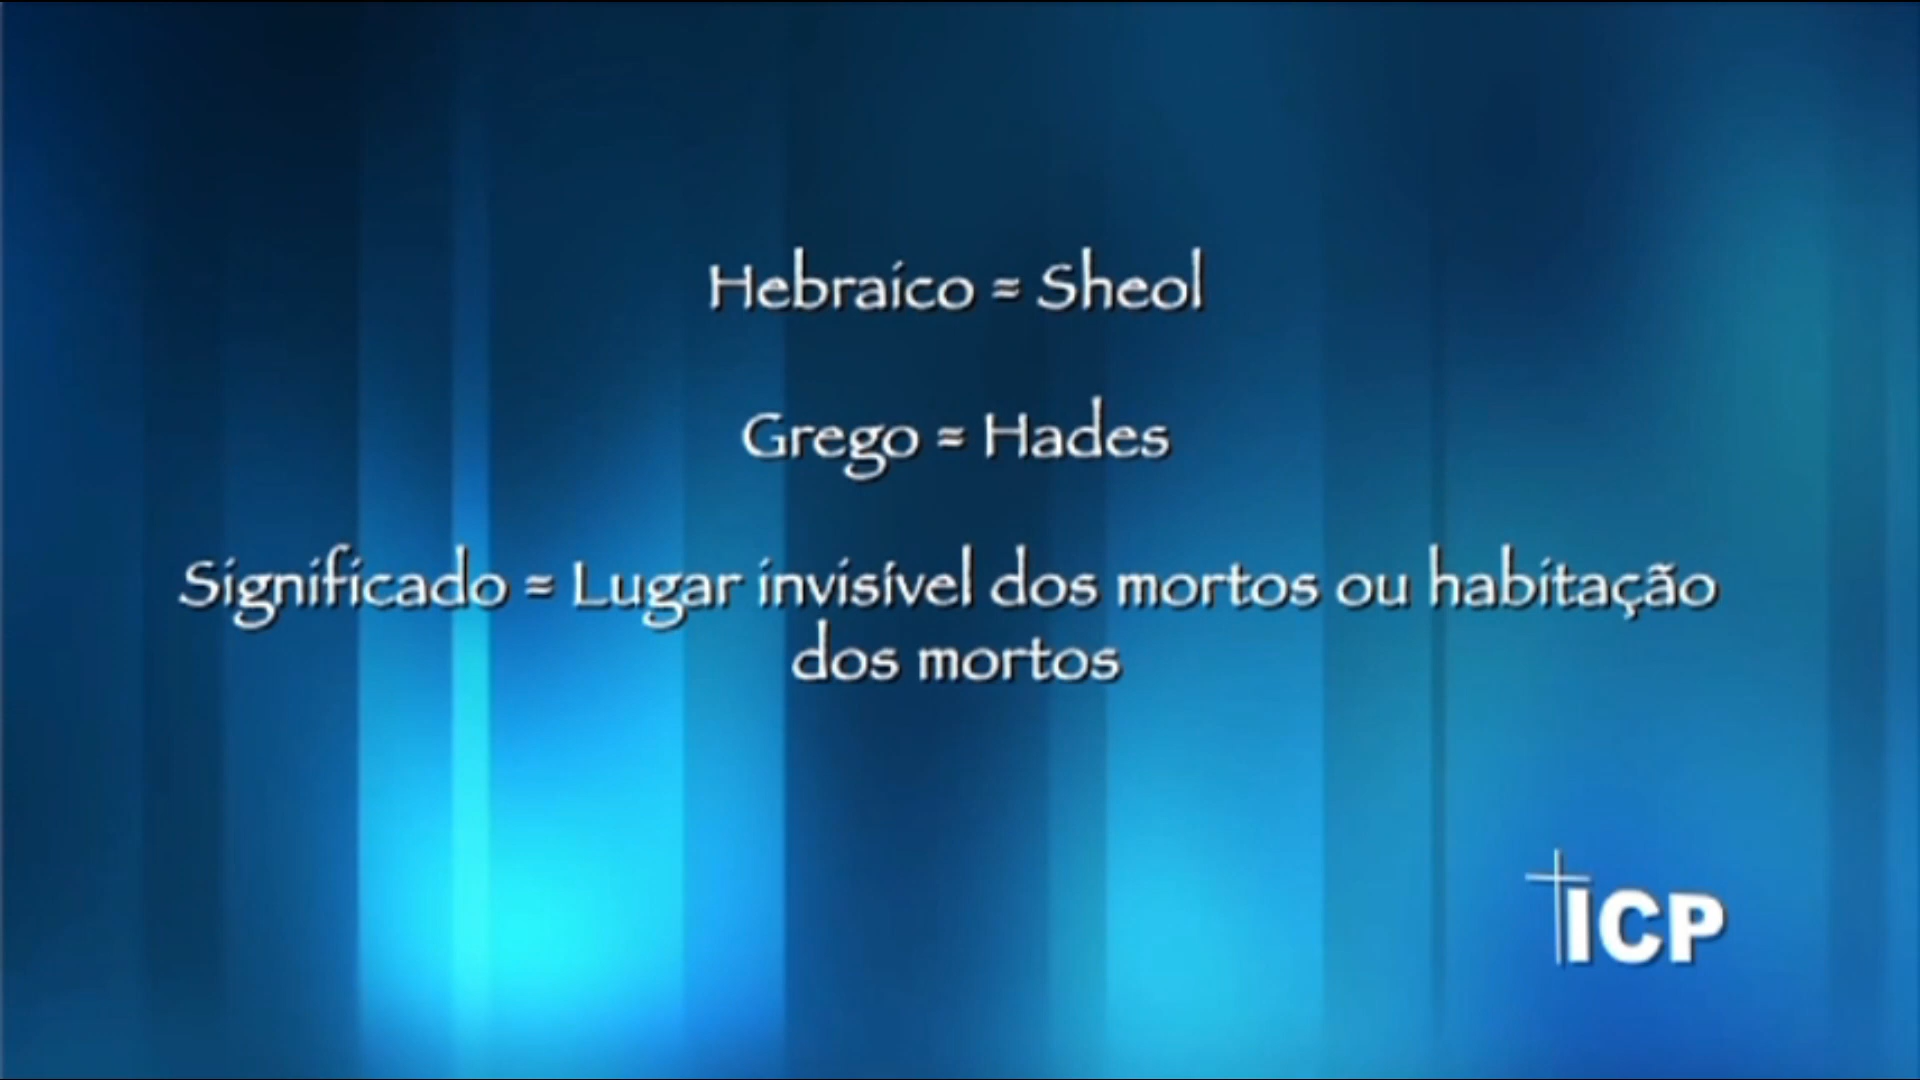 Hebraico = Sheol
Grego = Hades
Significado = Lugar invisível dos mortos ou habitação
dos mortos
ICP